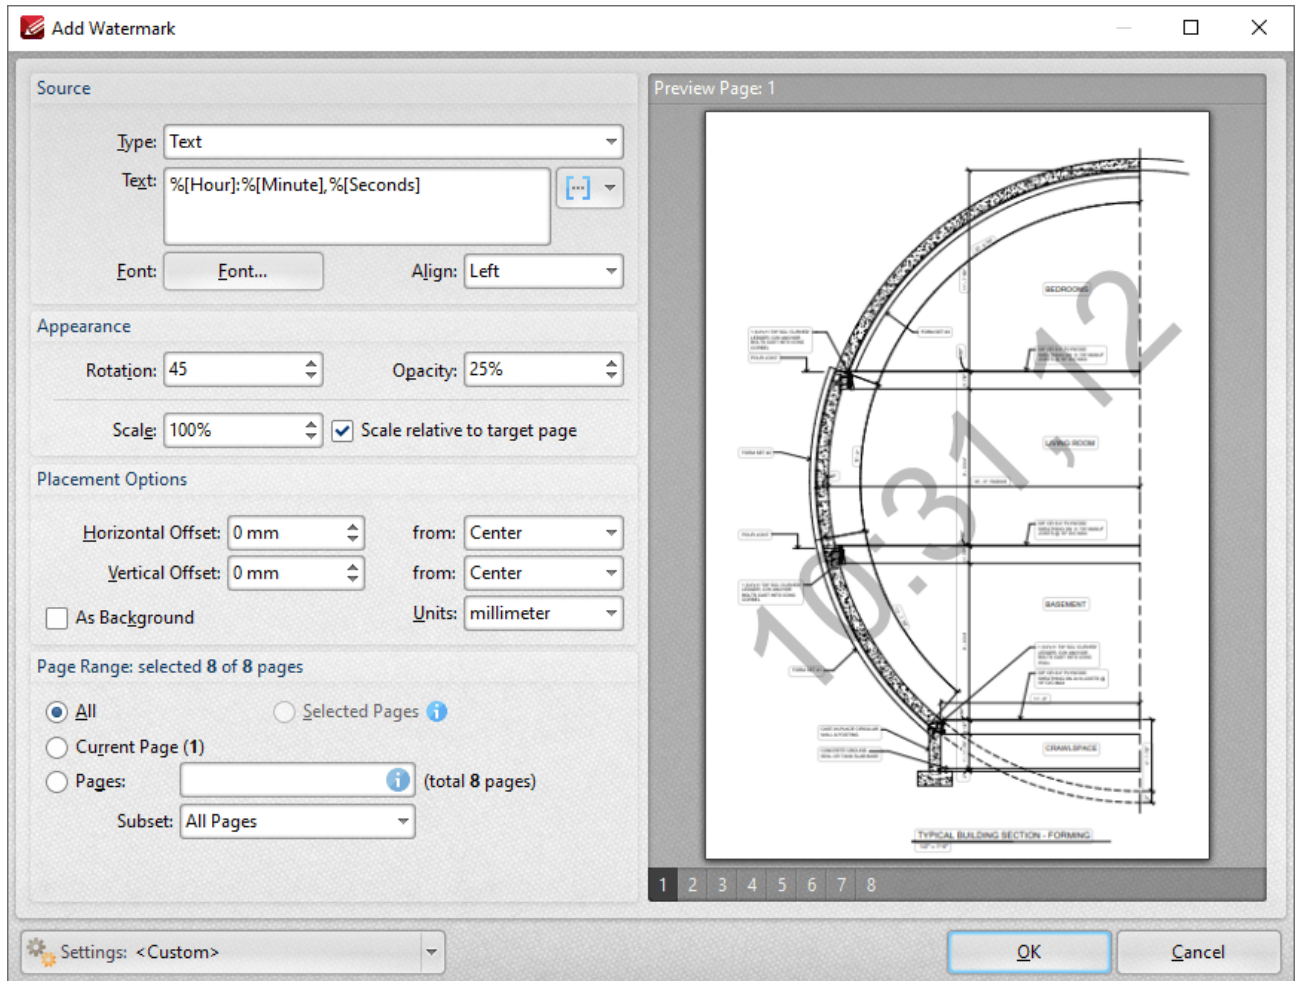 Add Watermark
Source
Type: Text
Text: %[Hour]:%[Minute],%[Seconds]
Font: Font... Align: Left
Appearance
Rotation: 45 Opacity: 25%
Scale: 100% Scale relative to target page
Placement Options
Horizontal Offset: 0 mm from: Center
Vertical Offset: 0 mm from: Center
As Background Units: millimeter
Page Range: selected 8 of 8 pages
All Selected Pages
Current Page (1)
Pages: (total 8 pages)
Subset: All Pages
Preview Page: 1
BEDROOMS
LIVING ROOM
BASEMENT
CRAWLSPACE
10:31, 12
TYPICAL BUILDING SECTION - FORMING
1 2 3 4 5 6 7 8
Settings: <Custom>
OK Cancel